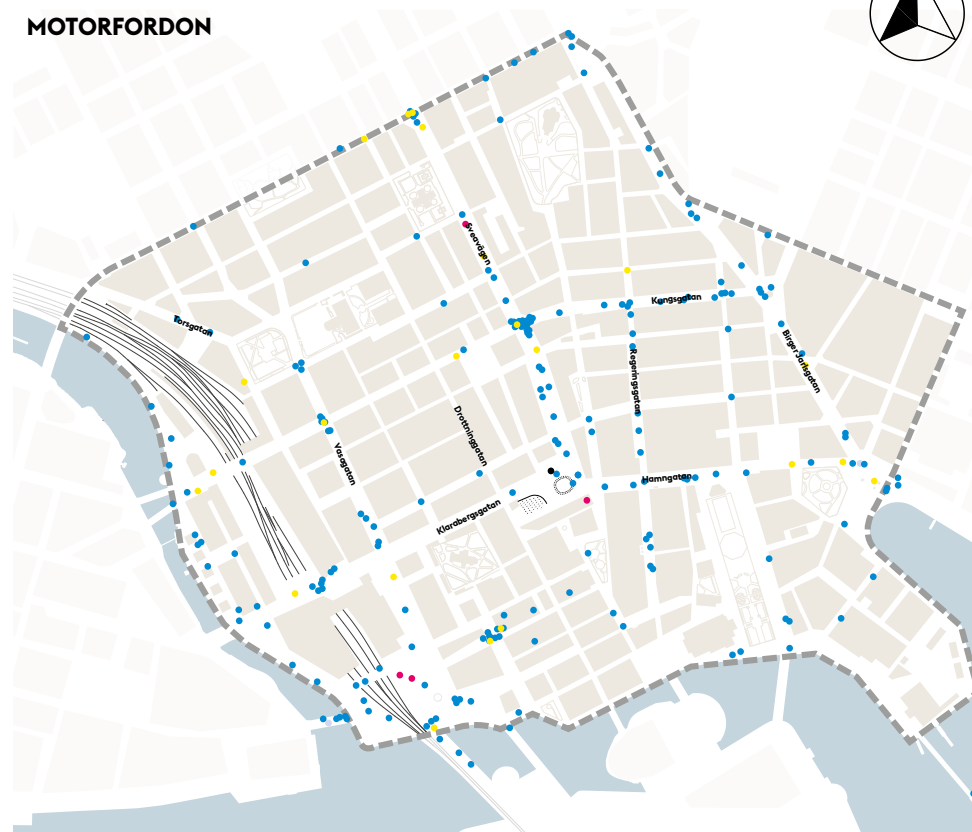 MOTORFORDON
Sveavägen
Kungsgatan
Torsgatan
Birger Jarlsgatan
Regeringsgatan
Drottninggatan
Vasagatan
Hamngatan
Klarabergsgatan